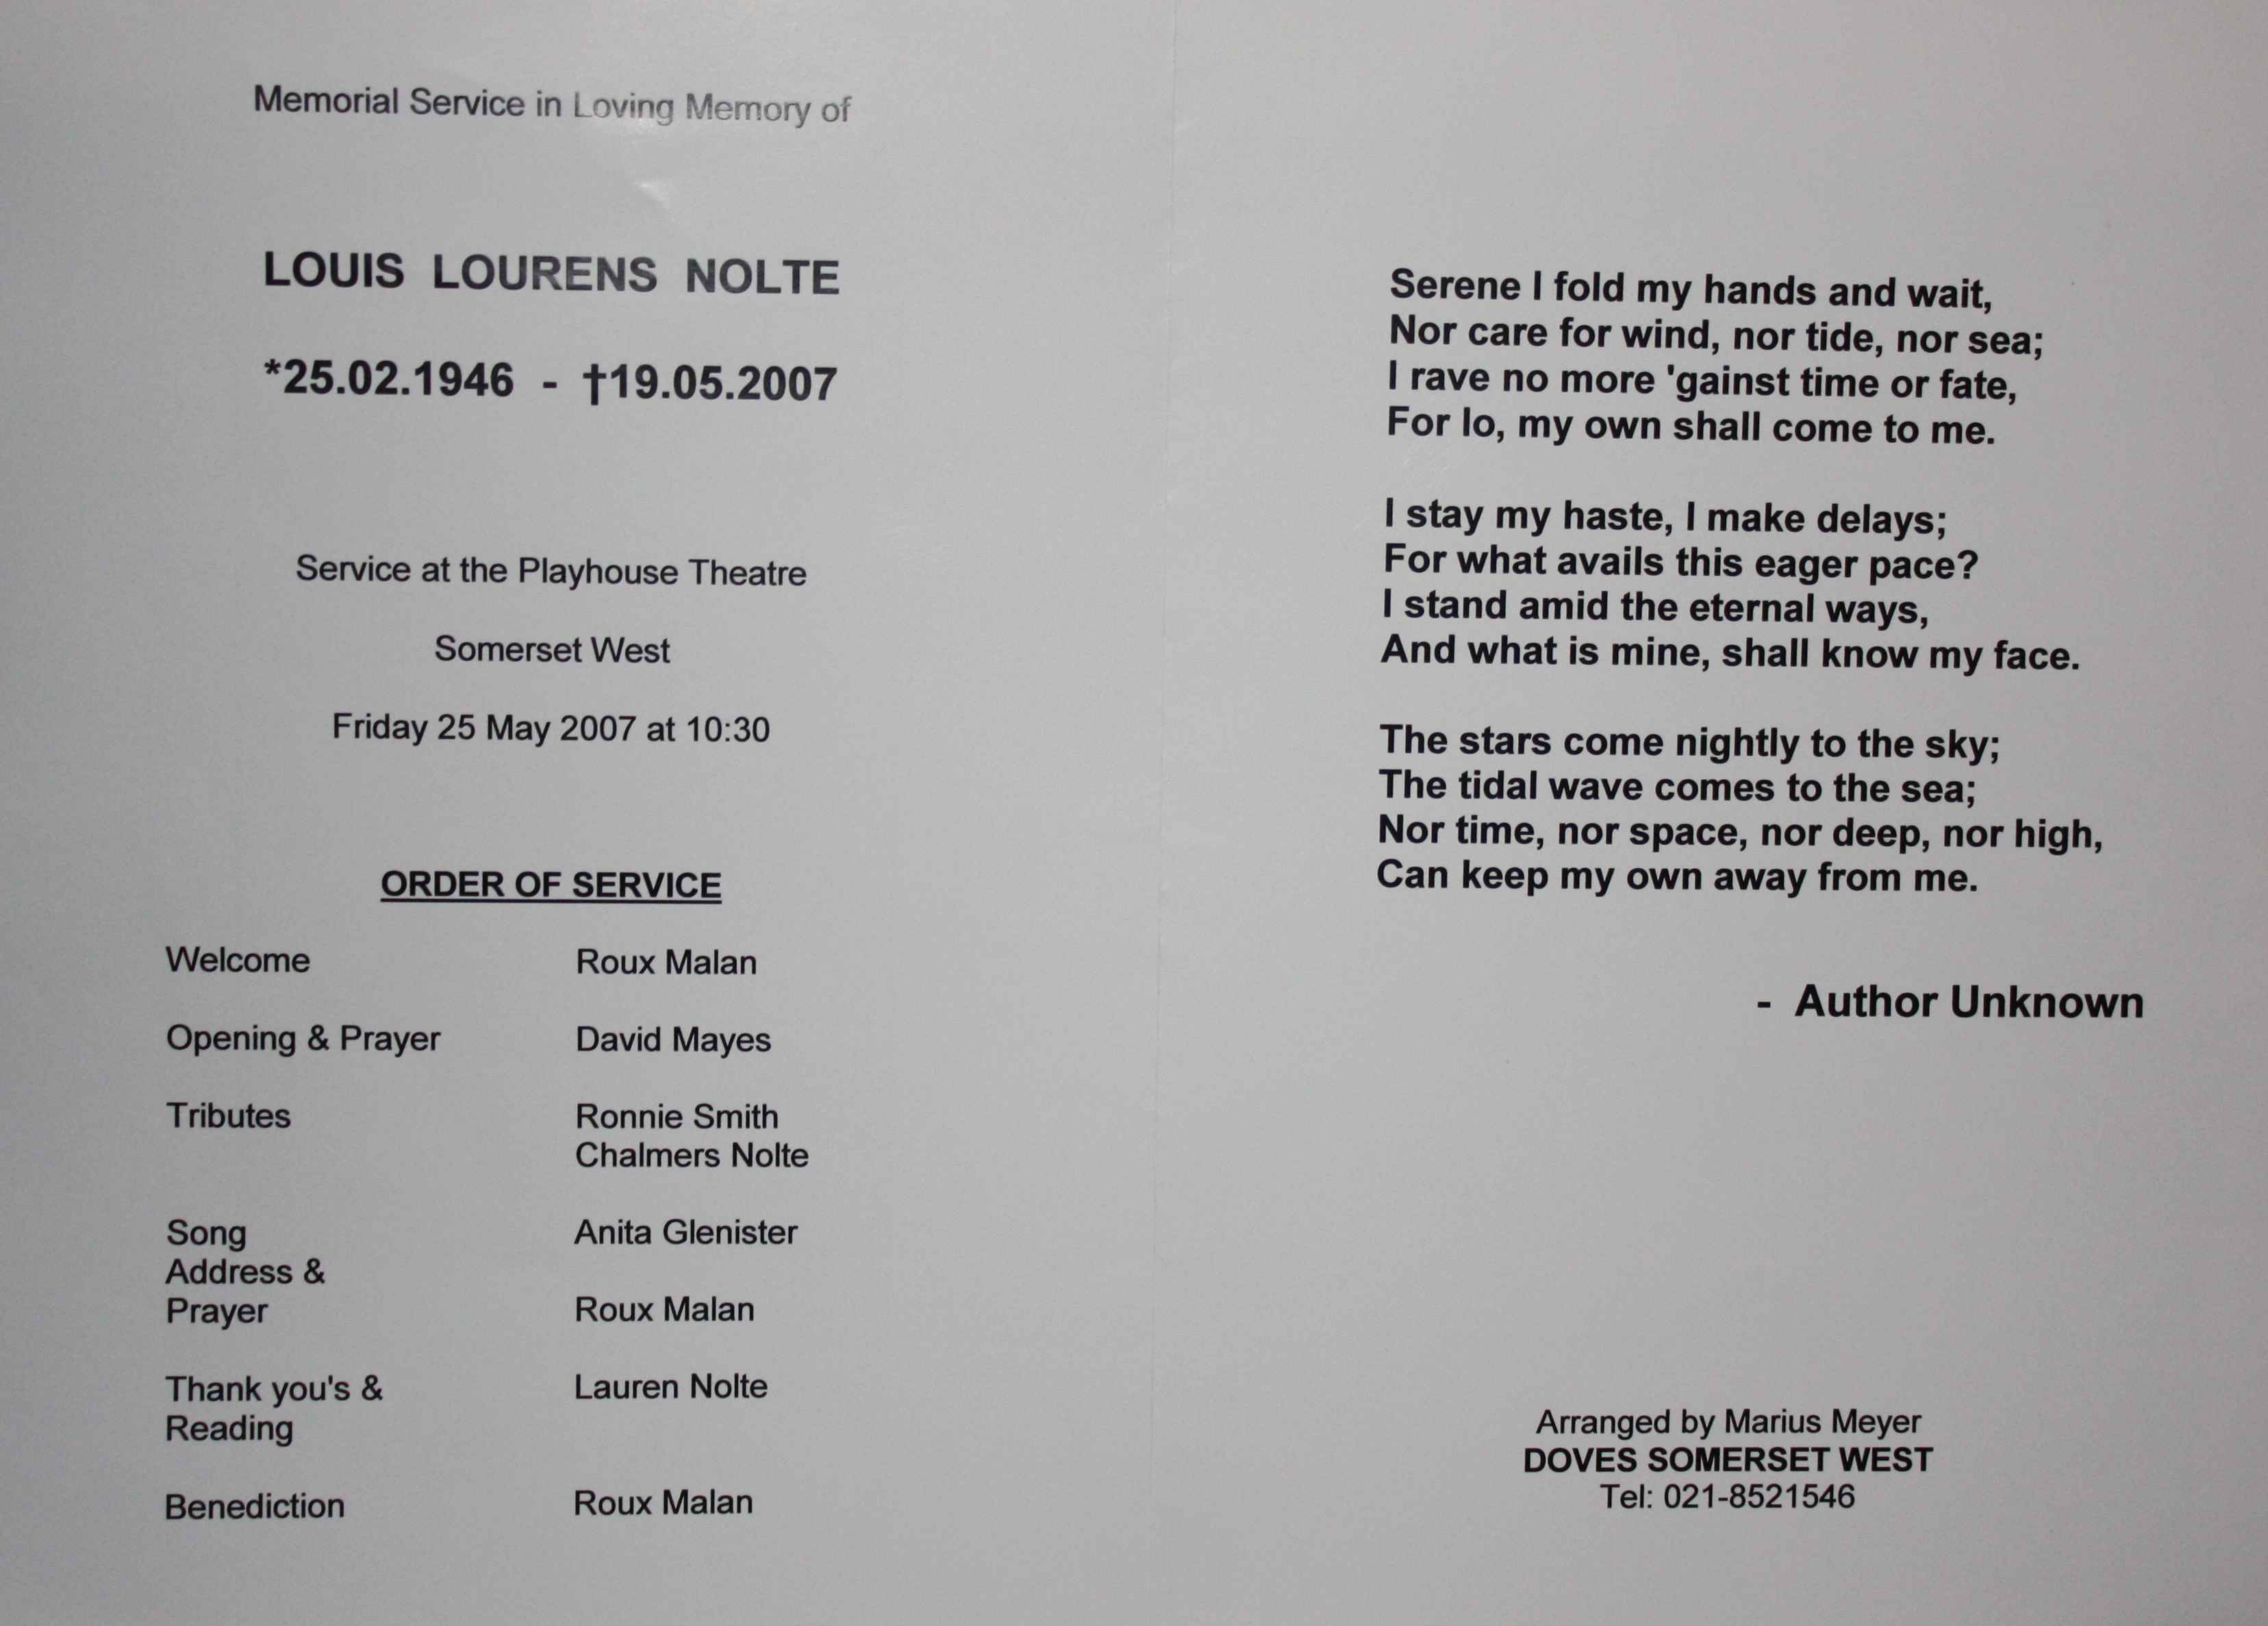 Memorial Service in Loving Memory of
LOUIS LOURENS NOLTE
*25.02.1946 - †19.05.2007
Service at the Playhouse Theatre
Somerset West
Friday 25 May 2007 at 10:30
ORDER OF SERVICE
Welcome Roux Malan
Opening & Prayer David Mayes
Tributes Ronnie Smith
Chalmers Nolte
Song Anita Glenister
Address &
Prayer Roux Malan
Thank you's & Lauren Nolte
Reading
Benediction Roux Malan
Serene I fold my hands and wait,
Nor care for wind, nor tide, nor sea;
I rave no more 'gainst time or fate,
For lo, my own shall come to me.
I stay my haste, I make delays;
For what avails this eager pace?
I stand amid the eternal ways,
And what is mine, shall know my face.
The stars come nightly to the sky;
The tidal wave comes to the sea;
Nor time, nor space, nor deep, nor high,
Can keep my own away from me.
- Author Unknown
Arranged by Marius Meyer
DOVES SOMERSET WEST
Tel: 021-8521546